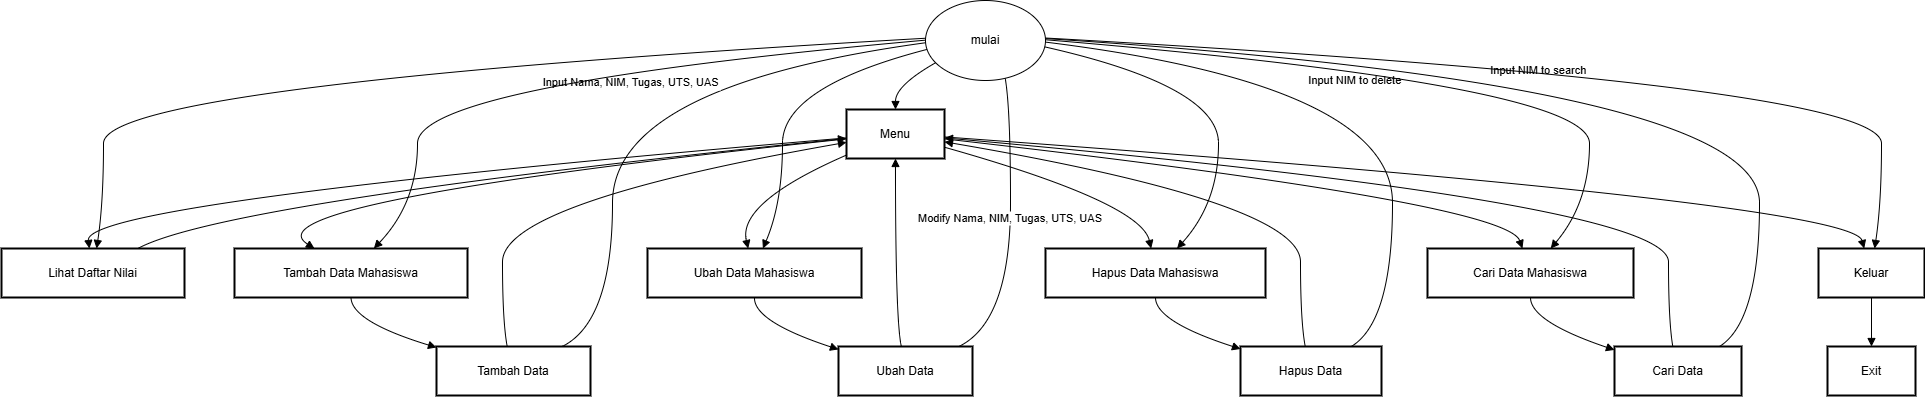 mulai
Input NIM to search
Input Nama, NIM, Tugas, UTS, UAS
Input NIM to delete
Menu
Modify Nama, NIM, Tugas, UTS, UAS
Lihat Daftar Nilai
Tambah Data Mahasiswa
Ubah Data Mahasiswa
Hapus Data Mahasiswa
Cari Data Mahasiswa
Keluar
Tambah Data
Ubah Data
Hapus Data
Cari Data
Exit